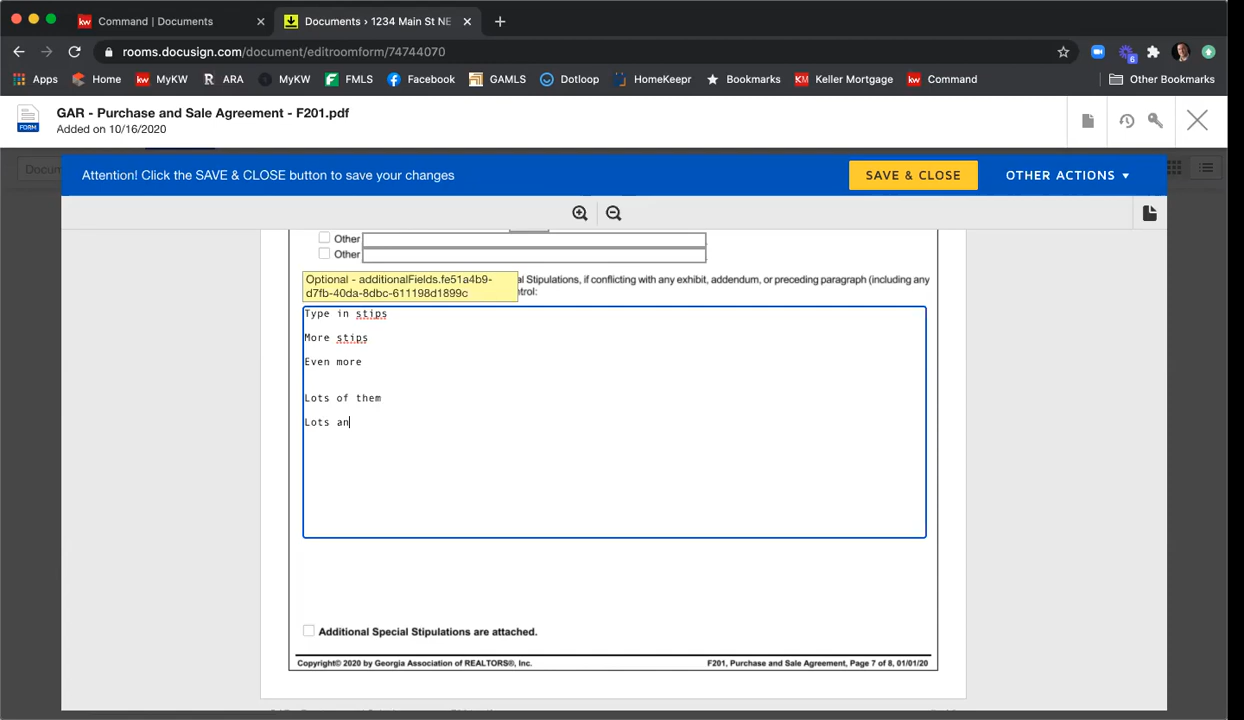 Command | Documents
Documents › 1234 Main St NE
rooms.docusign.com/document/editroomform/74744070
6
Apps
Home
MyKW
ARA
MyKW
FMLS
Facebook
GAMLS
Dotloop
HomeKeepr
Bookmarks
Keller Mortgage
Command
Other Bookmarks
GAR - Purchase and Sale Agreement - F201.pdf
FORM
Added on 10/16/2020
Attention! Click the SAVE & CLOSE button to save your changes
SAVE & CLOSE
OTHER ACTIONS
Other
Other
Optional - additionalFields.fe51a4b9-
d7fb-40da-8dbc-611198d1899c
al Stipulations, if conflicting with any exhibit, addendum, or preceding paragraph (including any
trol:
Type in stips
More stips
Even more
Lots of them
Lots an
Additional Special Stipulations are attached.
Copyright© 2020 by Georgia Association of REALTORS®, Inc.
F201, Purchase and Sale Agreement, Page 7 of 8, 01/01/20